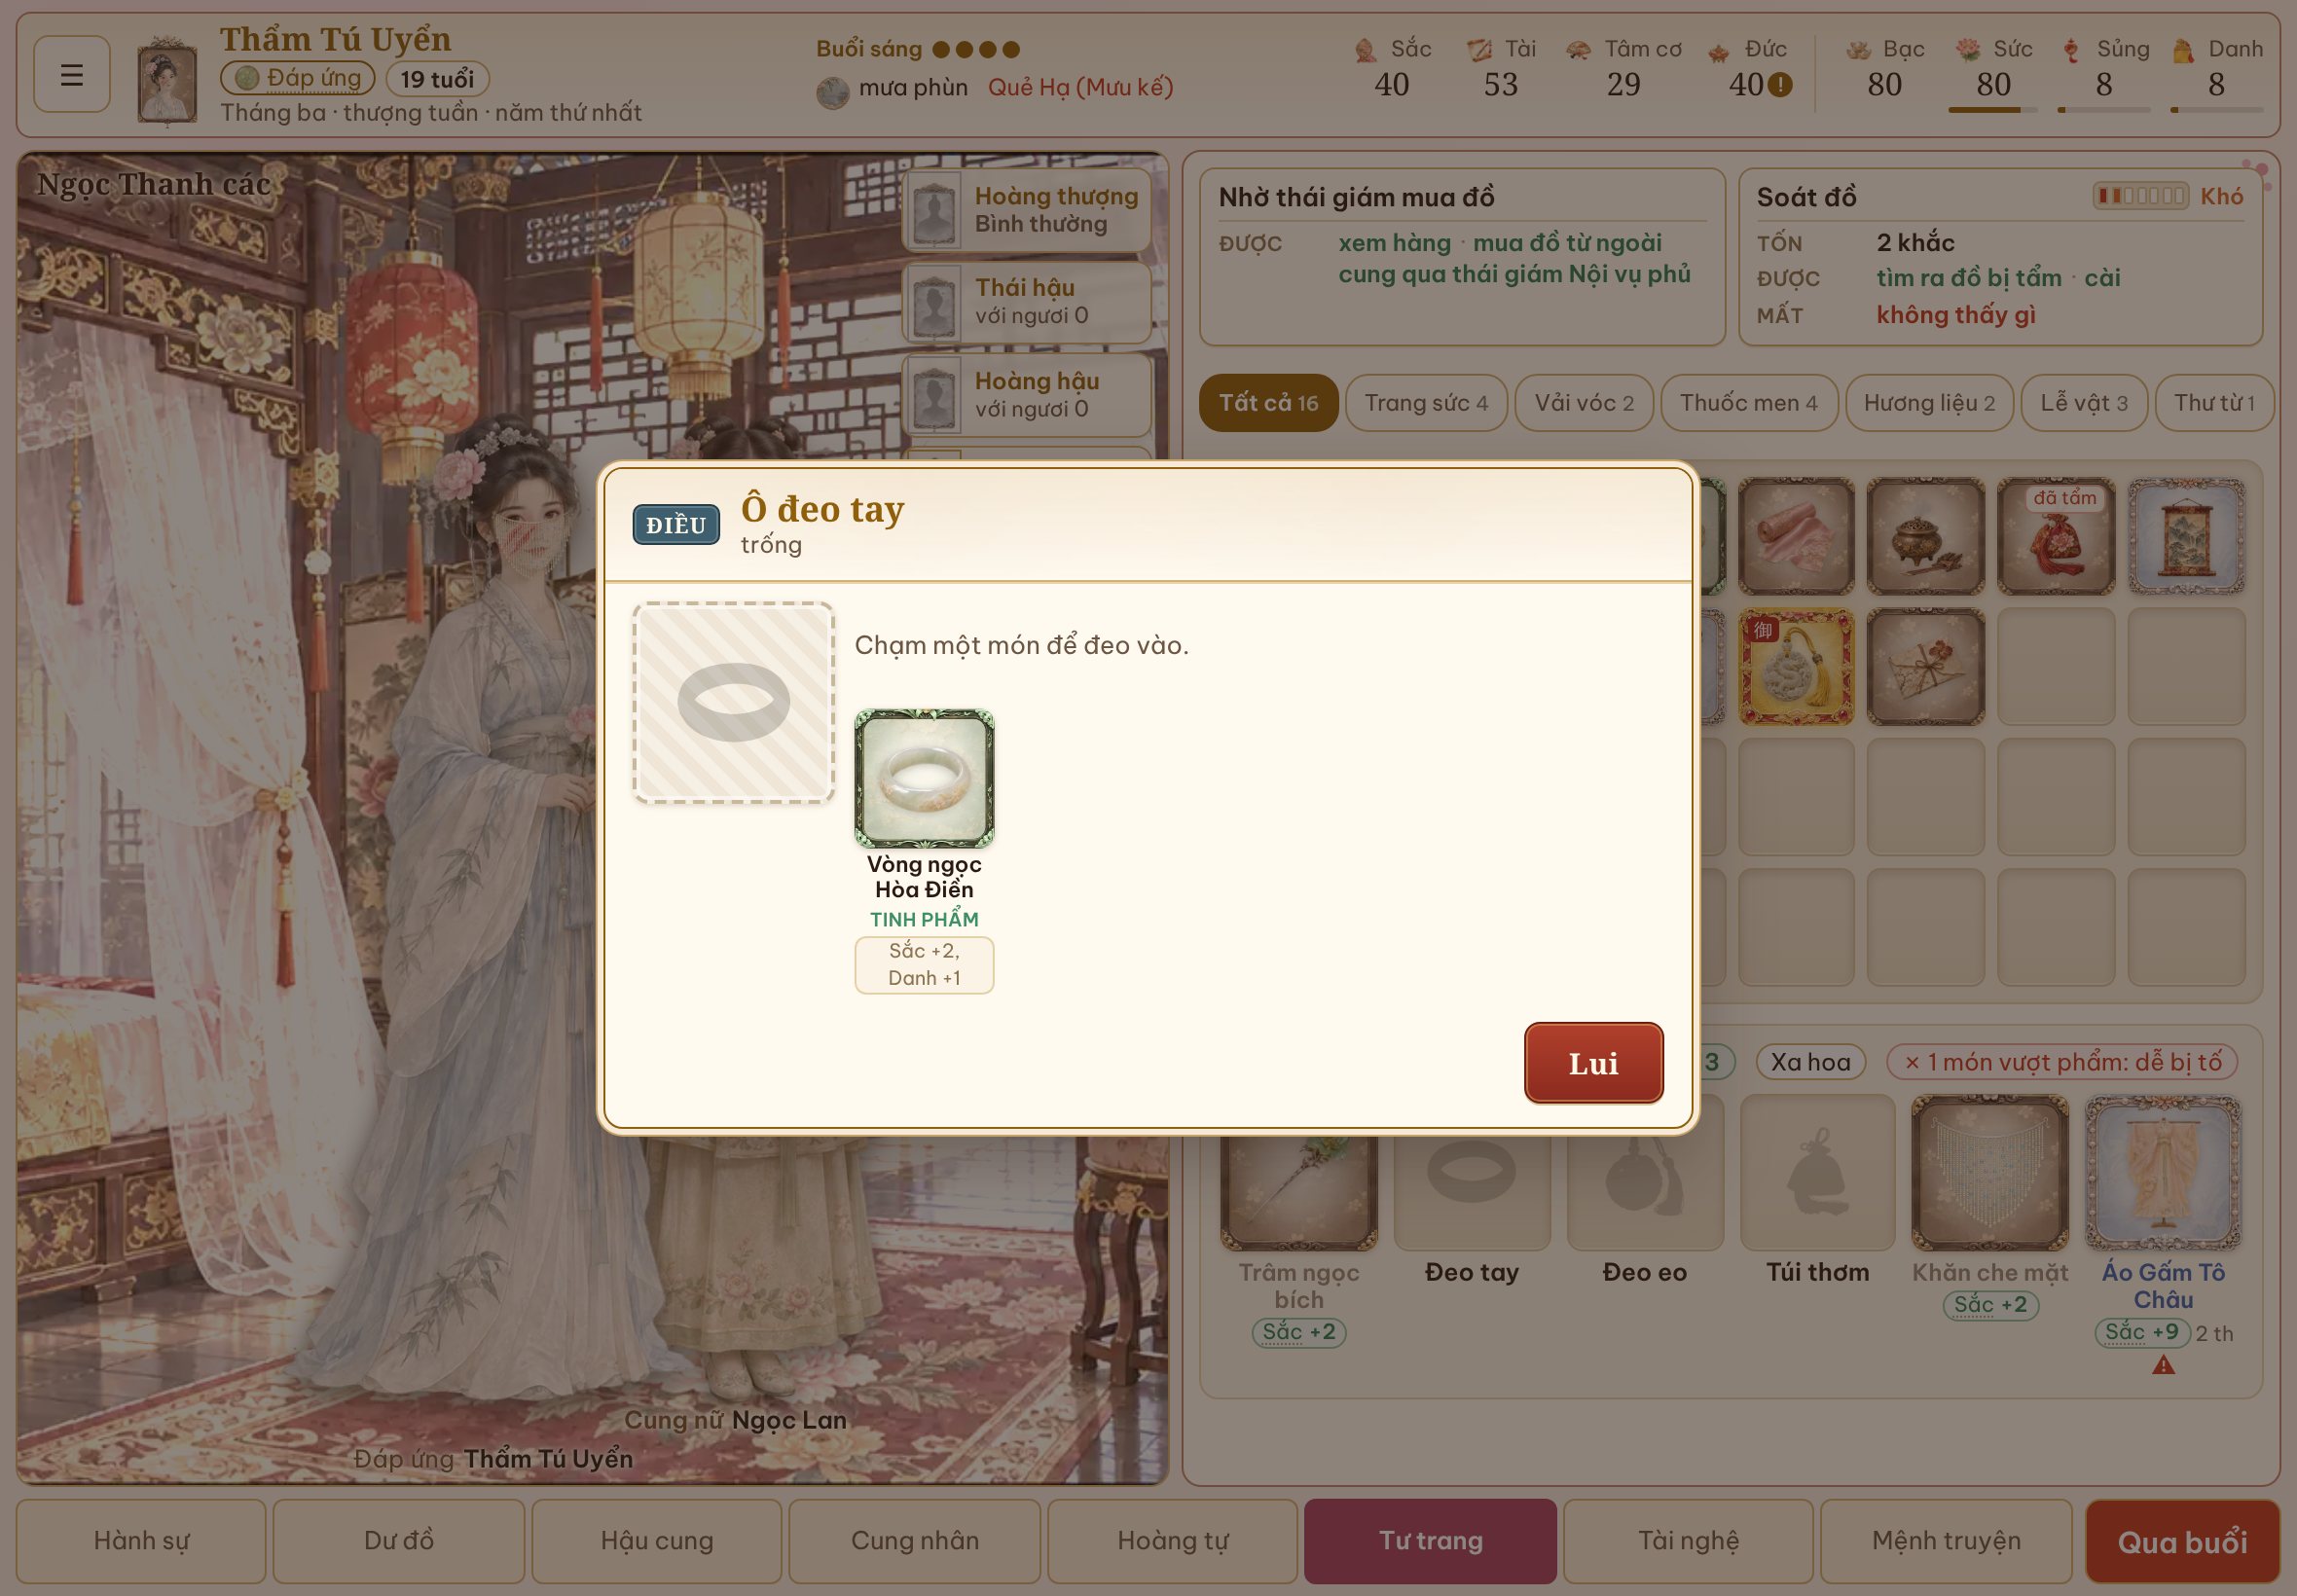 Thẩm Tú Uyển
Đáp ứng 19 tuổi
Tháng ba · thượng tuần · năm thứ nhất
Buổi sáng
mưa phùn Quẻ Hạ (Mưu kế)
Sắc Tài Tâm cơ Đức Bạc Sức Sủng Danh
40 53 29 40 ! 80 80 8 8
Ngọc Thanh các
Hoàng thượng
Bình thường
Thái hậu
với ngươi 0
Hoàng hậu
với ngươi 0
Nhờ thái giám mua đồ
ĐƯỢC xem hàng · mua đồ từ ngoài
cung qua thái giám Nội vụ phủ
Soát đồ Khó
TỐN 2 khắc
ĐƯỢC tìm ra đồ bị tẩm · cài
MẤT không thấy gì
Tất cả 16 Trang sức 4 Vải vóc 2 Thuốc men 4 Hương liệu 2 Lễ vật 3 Thư từ 1
đã tẩm
御
ĐIỀU
Ô đeo tay
trống
Chạm một món để đeo vào.
Vòng ngọc
Hòa Điền
TINH PHẨM
Sắc +2,
Danh +1
Lui
3 Xa hoa × 1 món vượt phẩm: dễ bị tố
Trâm ngọc
bích
Sắc +2
Đeo tay
Đeo eo
Túi thơm
Khăn che mặt
Sắc +2
Áo Gấm Tô
Châu
Sắc +9 2 th
Cung nữ Ngọc Lan
Đáp ứng Thẩm Tú Uyển
Hành sự Dư đồ Hậu cung Cung nhân Hoàng tự Tư trang Tài nghệ Mệnh truyện Qua buổi